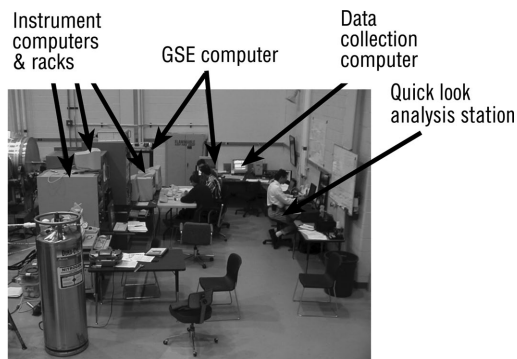 Instrument
computers
& racks
GSE computer
Data
collection
computer
Quick look
analysis station